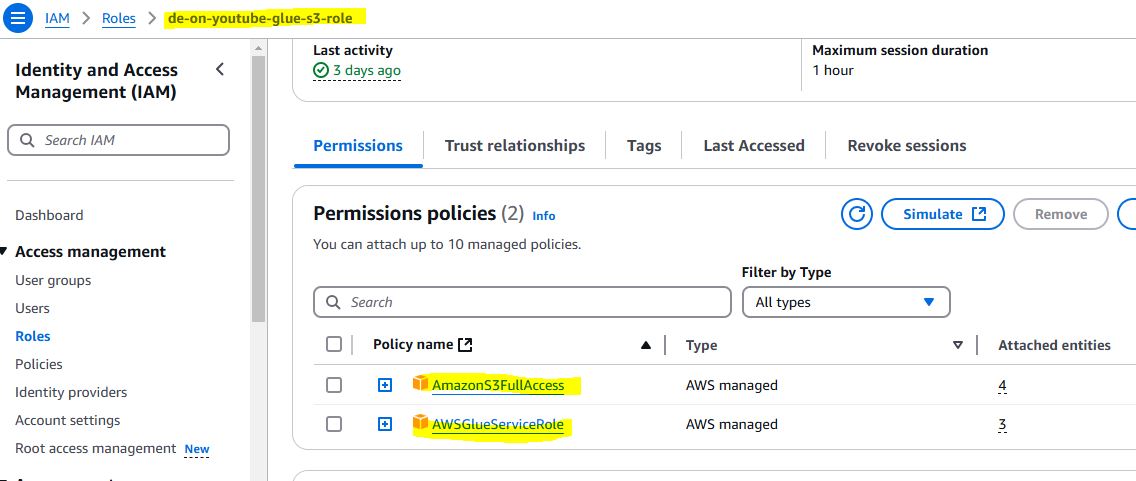 IAM > Roles > de-on-youtube-glue-s3-role
Identity and Access
Management (IAM)
Search IAM
Dashboard
Access management
User groups
Users
Roles
Policies
Identity providers
Account settings
Root access management New
Last activity
3 days ago
Maximum session duration
1 hour
Permissions
Trust relationships
Tags
Last Accessed
Revoke sessions
Permissions policies (2) Info
Simulate
Remove
You can attach up to 10 managed policies.
Filter by Type
Search
All types
Policy name
Type
Attached entities
AmazonS3FullAccess
AWS managed
4
AWSGlueServiceRole
AWS managed
3